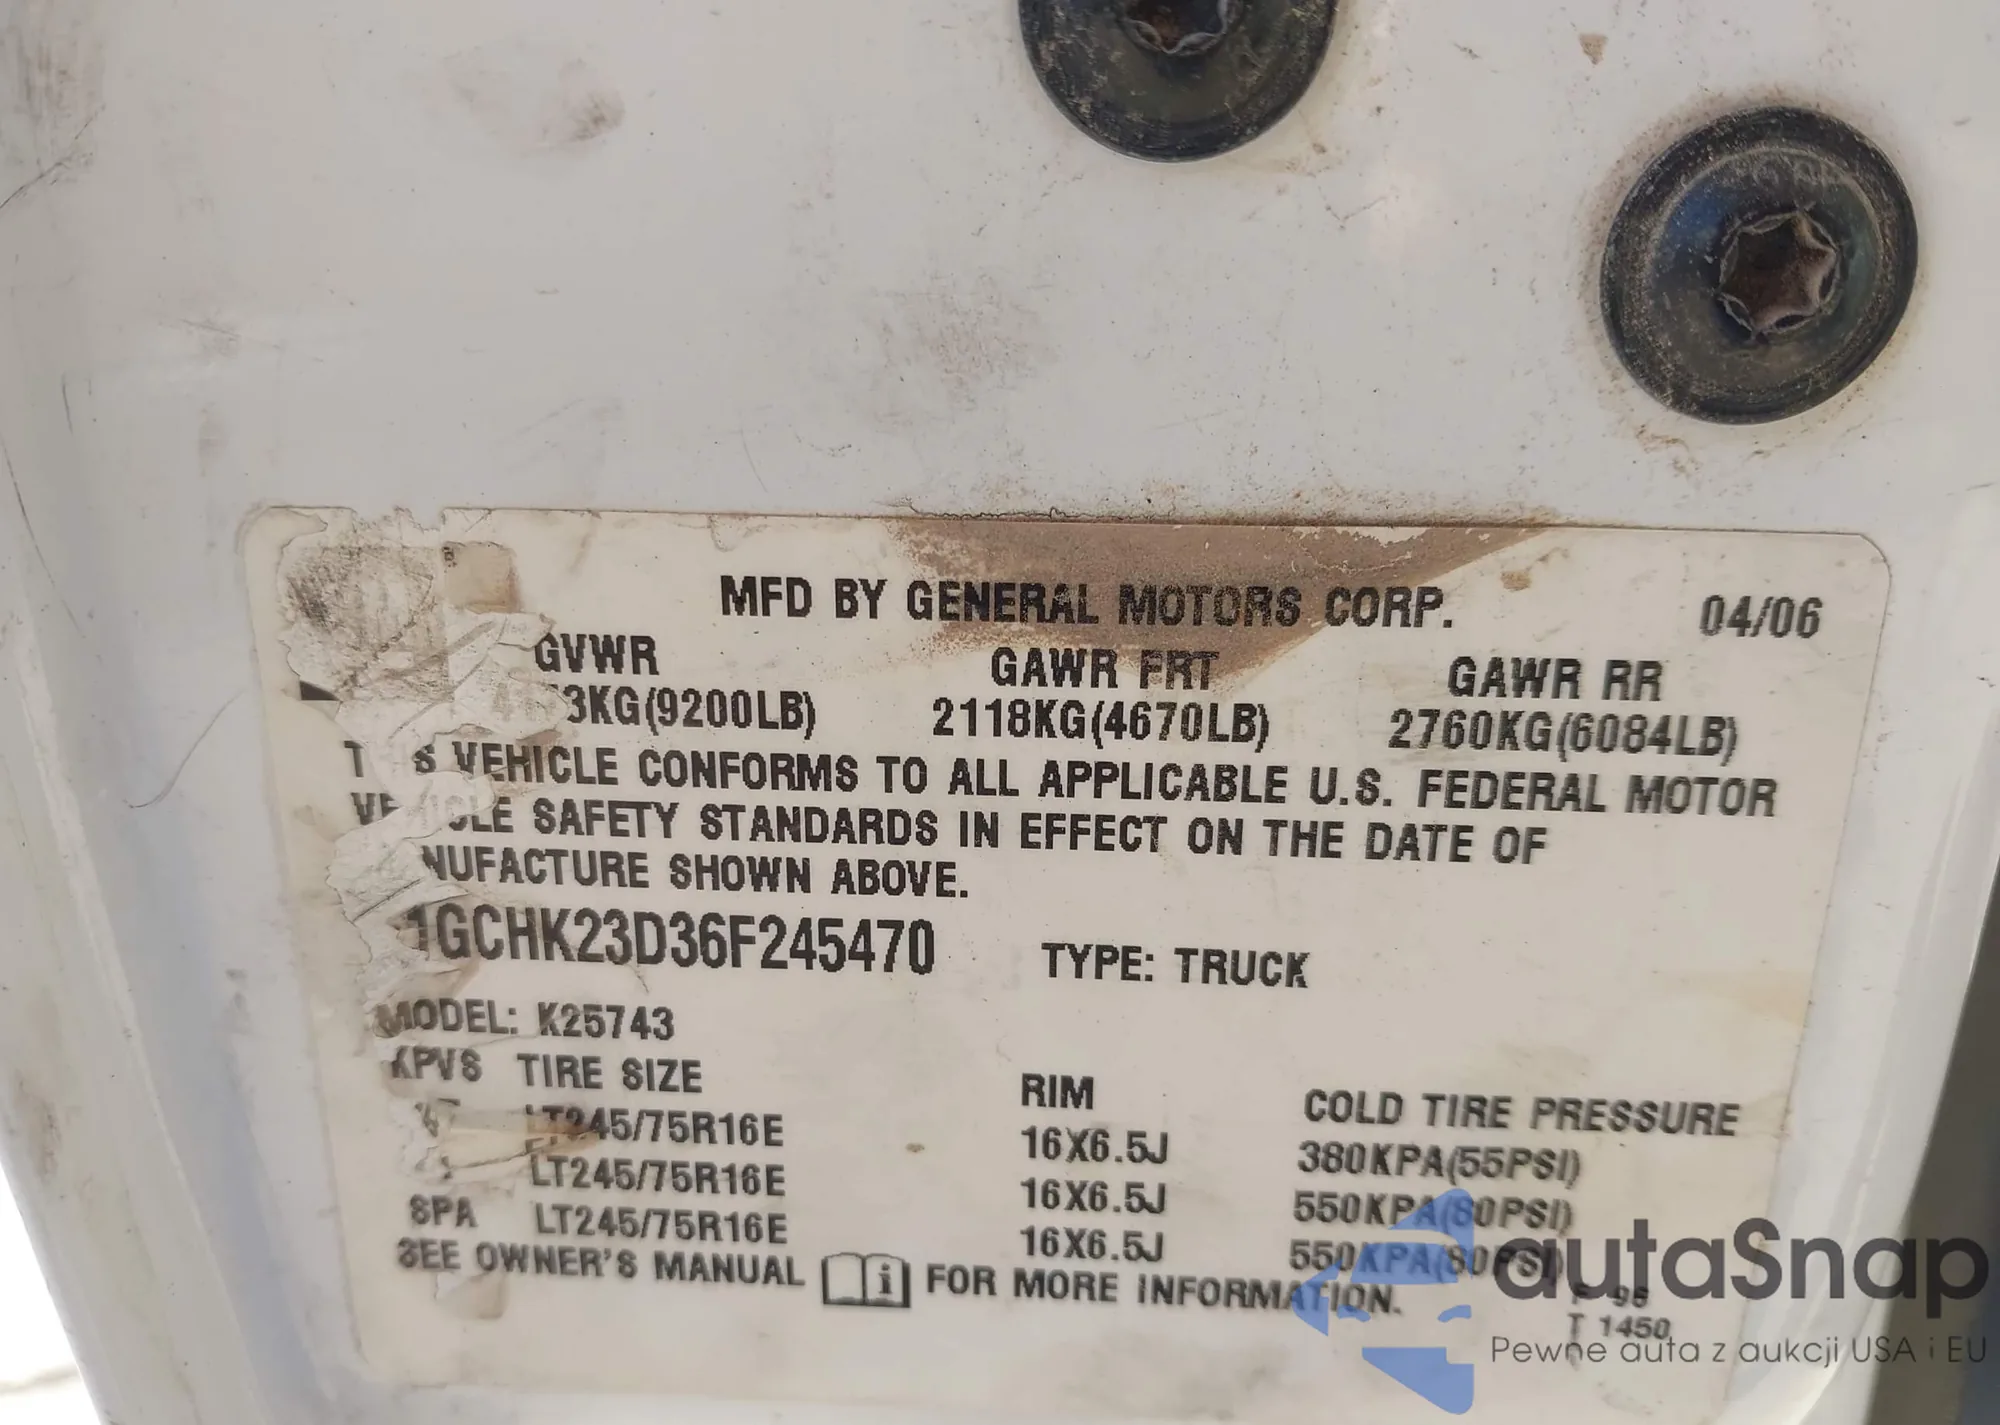 MFD BY GENERAL MOTORS CORP. 04/06
GVWR GAWR FRT GAWR RR
3KG(9200LB) 2118KG(4670LB) 2760KG(6084LB)
VEHICLE CONFORMS TO ALL APPLICABLE U.S. FEDERAL MOTOR
SAFETY STANDARDS IN EFFECT ON THE DATE OF
NUFACTURE SHOWN ABOVE.
1GCHK23D36F245470 TYPE: TRUCK
MODEL: K25743
KPVS TIRE SIZE RIM COLD TIRE PRESSURE
LT245/75R16E 16X6.5J 380KPA(55PSI)
LT245/75R16E 16X6.5J 550KPA(80PSI)
SPA LT245/75R16E 16X6.5J 550KPA(80PSI)
SEE OWNER'S MANUAL i FOR MORE INFORMATION.
T 1450
autaSnap
Pewne auta z aukcji USA i EU